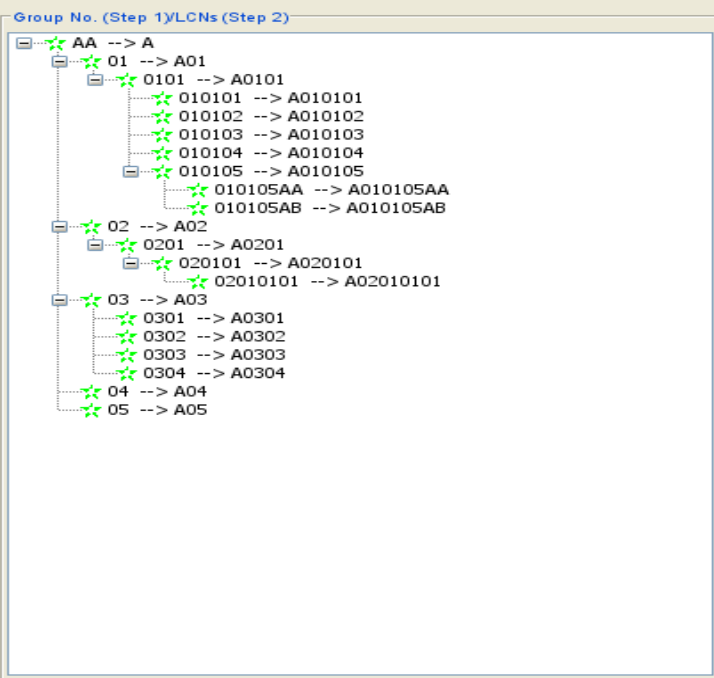 Group No. (Step 1)/LCNs (Step 2)
AA --> A
01 --> A01
0101 --> A0101
010101 --> A010101
010102 --> A010102
010103 --> A010103
010104 --> A010104
010105 --> A010105
010105AA --> A010105AA
010105AB --> A010105AB
02 --> A02
0201 --> A0201
020101 --> A020101
02010101 --> A02010101
03 --> A03
0301 --> A0301
0302 --> A0302
0303 --> A0303
0304 --> A0304
04 --> A04
05 --> A05